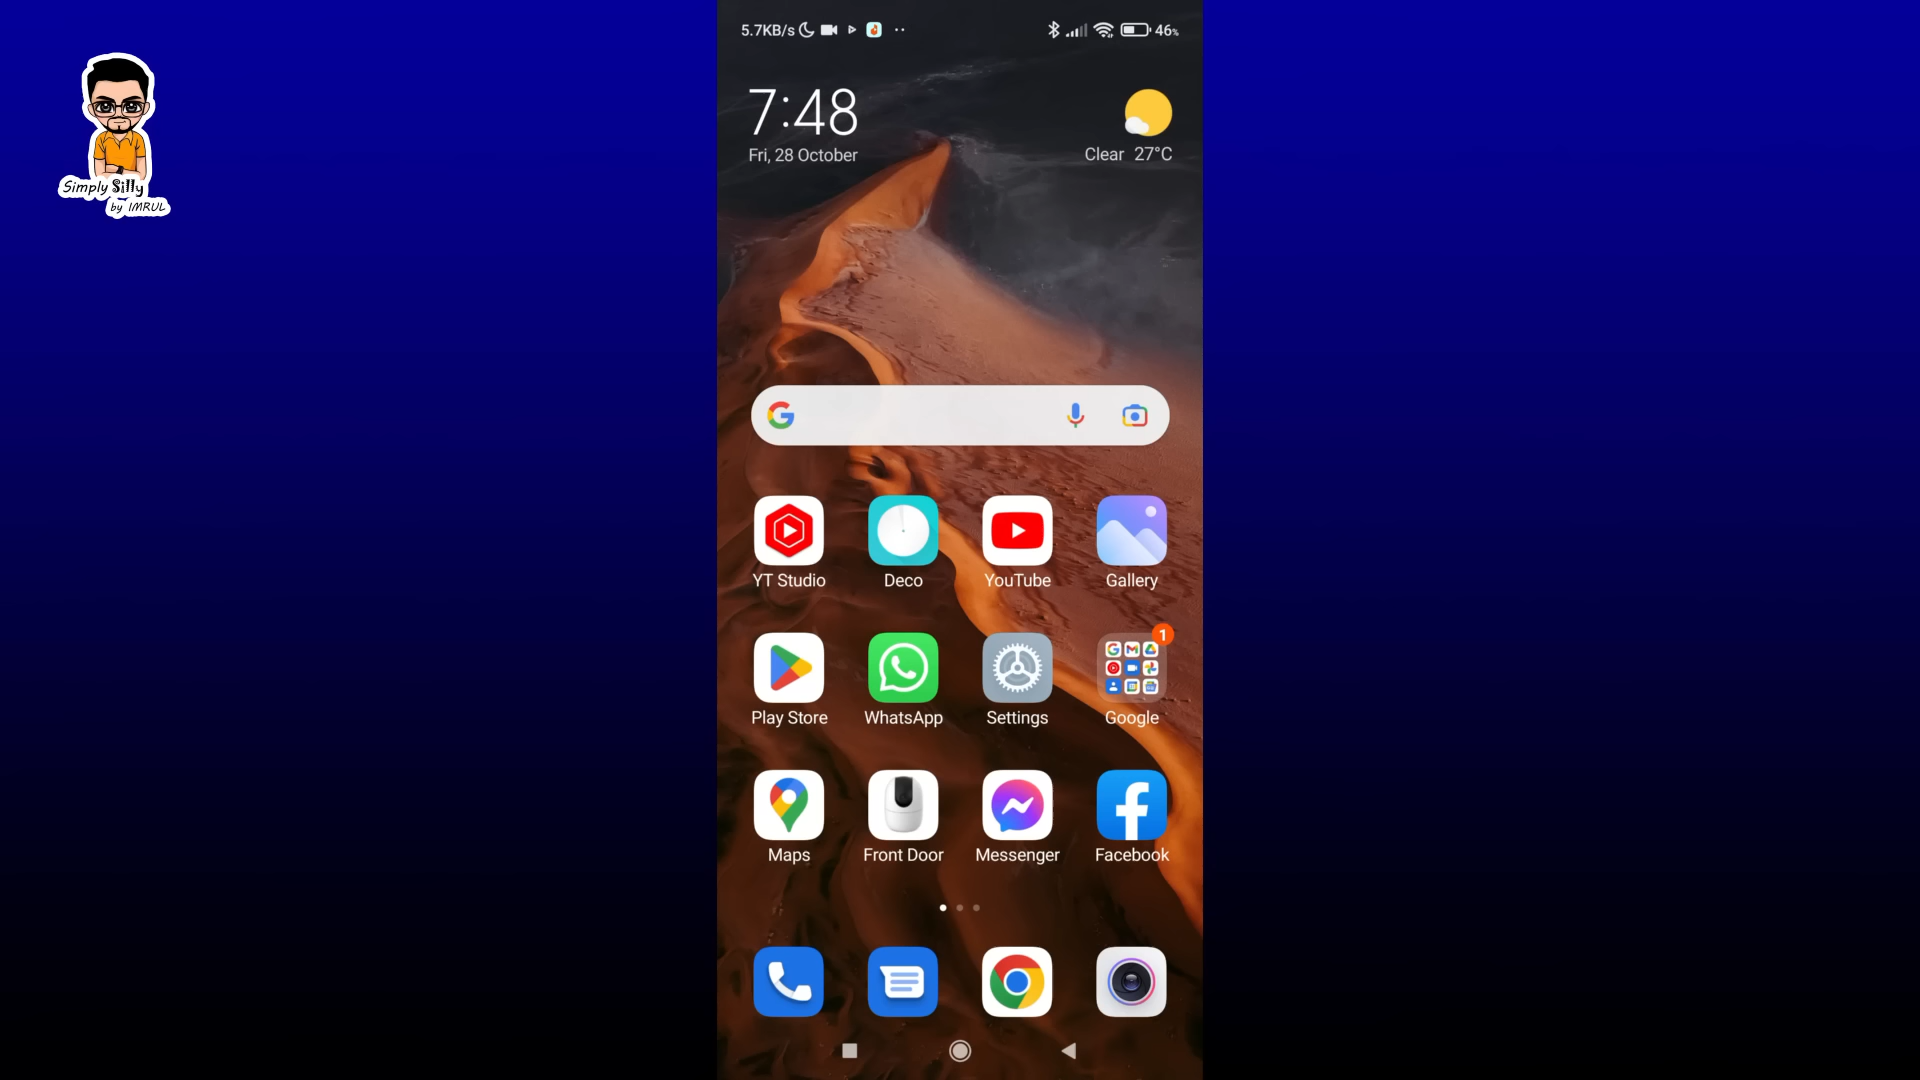 5.7KB/s
46%
Simply Silly
by IMRUL
7:48
Fri, 28 October
Clear 27°C
YT Studio
Deco
YouTube
Gallery
1
Play Store
WhatsApp
Settings
Google
Maps
Front Door
Messenger
Facebook